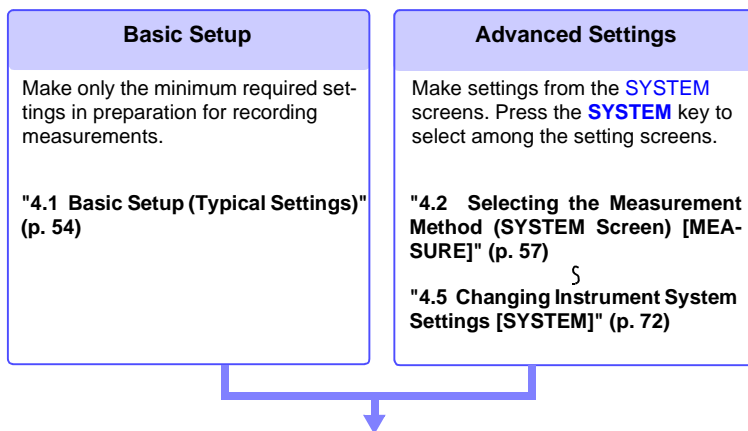 Basic Setup
Make only the minimum required set-
tings in preparation for recording
measurements.
"4.1 Basic Setup (Typical Settings)"
(p. 54)
Advanced Settings
Make settings from the SYSTEM
screens. Press the SYSTEM key to
select among the setting screens.
"4.2 Selecting the Measurement
Method (SYSTEM Screen) [MEA-
SURE]" (p. 57)
"4.5 Changing Instrument System
Settings [SYSTEM]" (p. 72)